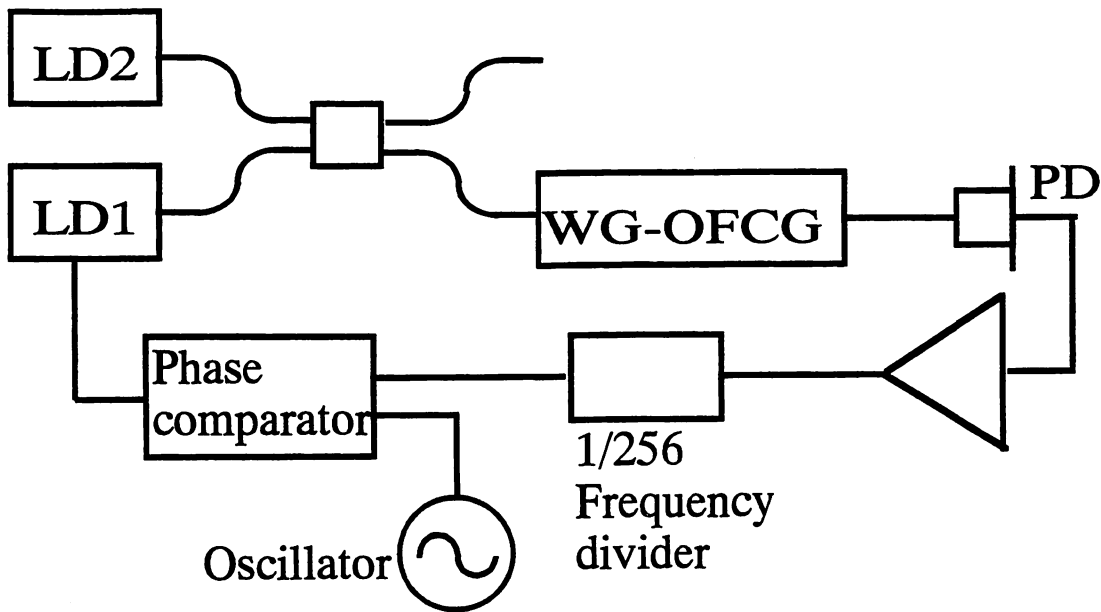 LD2
LD1
WG-OFCG
PD
Phase
comparator
1/256
Frequency
divider
Oscillator